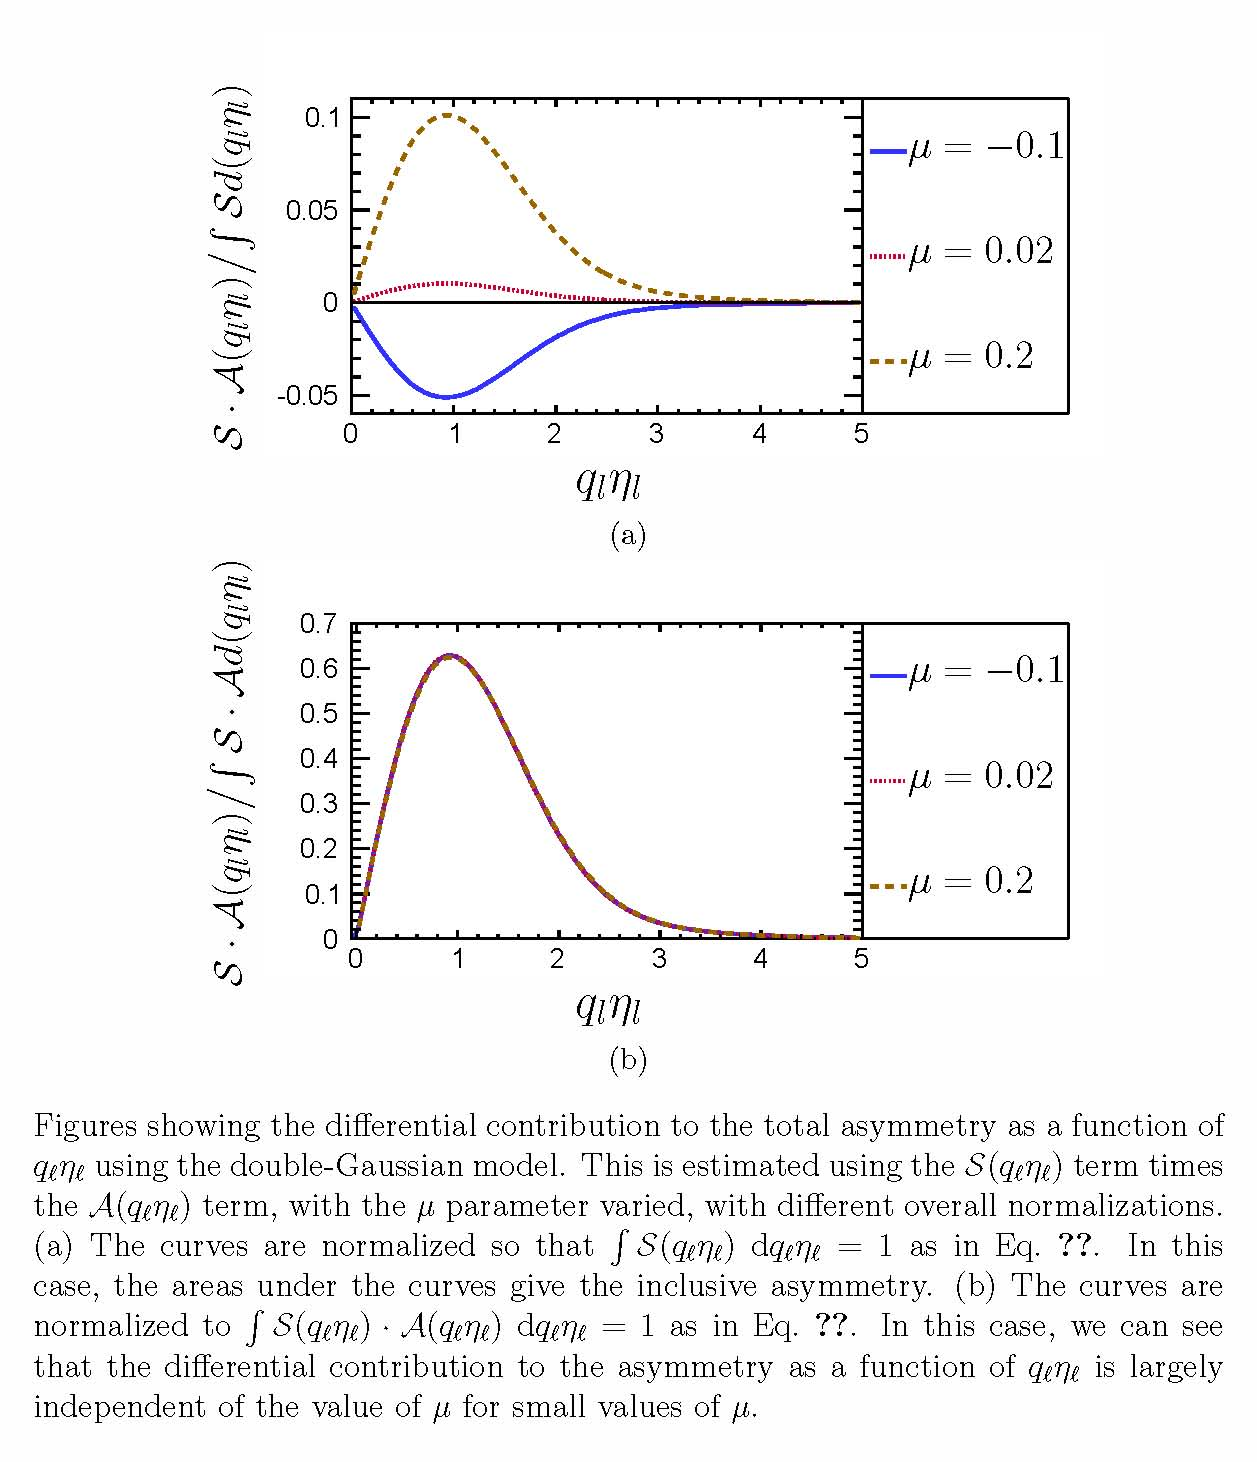 0.1
0.05
0
-0.05
0 1 2 3 4 5
S · A(qₗηₗ)/ ∫ Sd(qₗηₗ)
qₗηₗ
μ = −0.1
μ = 0.02
μ = 0.2
(a)
0.7
0.6
0.5
0.4
0.3
0.2
0.1
0
0 1 2 3 4 5
S · A(qₗηₗ)/ ∫ S · Ad(qₗηₗ)
qₗηₗ
μ = −0.1
μ = 0.02
μ = 0.2
(b)
Figures showing the differential contribution to the total asymmetry as a function of
qℓηℓ using the double-Gaussian model. This is estimated using the S(qℓηℓ) term times
the A(qℓηℓ) term, with the μ parameter varied, with different overall normalizations.
(a) The curves are normalized so that ∫ S(qℓηℓ) dqℓηℓ = 1 as in Eq. ??. In this
case, the areas under the curves give the inclusive asymmetry. (b) The curves are
normalized to ∫ S(qℓηℓ) · A(qℓηℓ) dqℓηℓ = 1 as in Eq. ??. In this case, we can see
that the differential contribution to the asymmetry as a function of qℓηℓ is largely
independent of the value of μ for small values of μ.